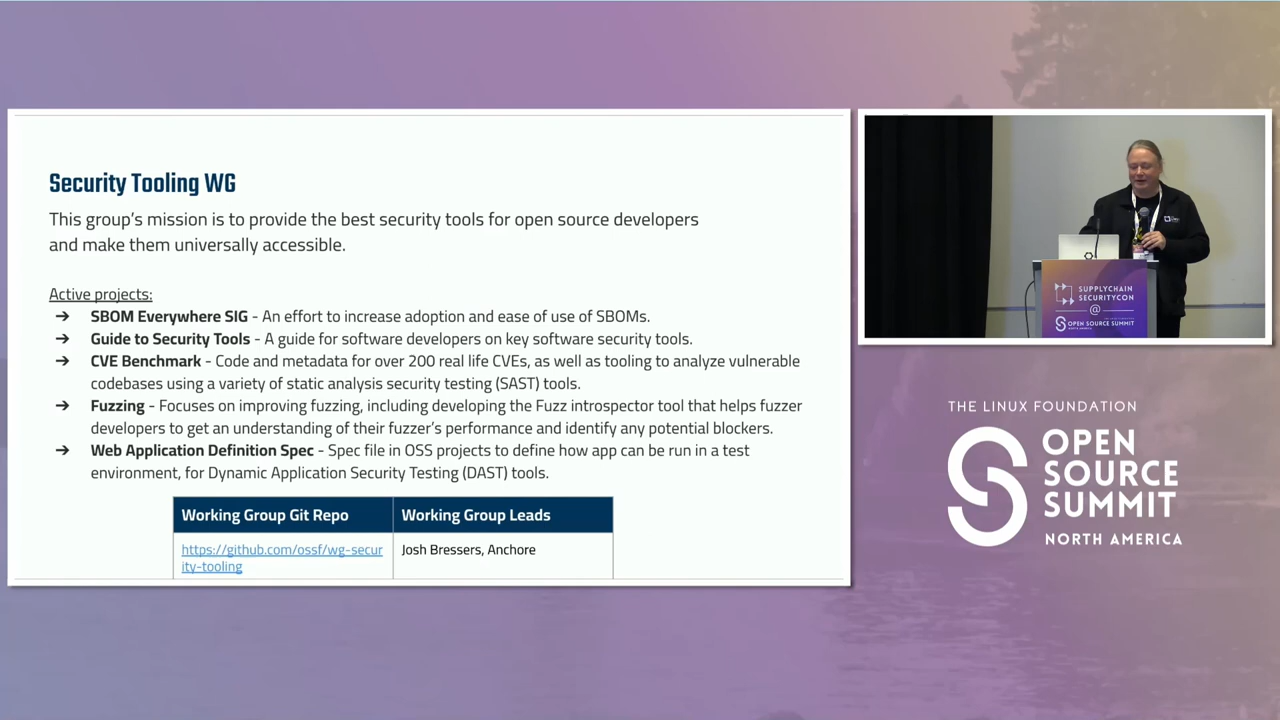 Security Tooling WG
This group's mission is to provide the best security tools for open source developers
and make them universally accessible.
Active projects:
➔ SBOM Everywhere SIG - An effort to increase adoption and ease of use of SBOMs.
➔ Guide to Security Tools - A guide for software developers on key software security tools.
➔ CVE Benchmark - Code and metadata for over 200 real life CVEs, as well as tooling to analyze vulnerable
codebases using a variety of static analysis security testing (SAST) tools.
➔ Fuzzing - Focuses on improving fuzzing, including developing the Fuzz introspector tool that helps fuzzer
developers to get an understanding of their fuzzer's performance and identify any potential blockers.
➔ Web Application Definition Spec - Spec file in OSS projects to define how app can be run in a test
environment, for Dynamic Application Security Testing (DAST) tools.
Working Group Git Repo Working Group Leads
https://github.com/ossf/wg-secur Josh Bressers, Anchore
ity-tooling
SUPPLYCHAIN
SECURITYCON
@
OPEN SOURCE SUMMIT
THE LINUX FOUNDATION
OPEN
SOURCE
SUMMIT
NORTH AMERICA